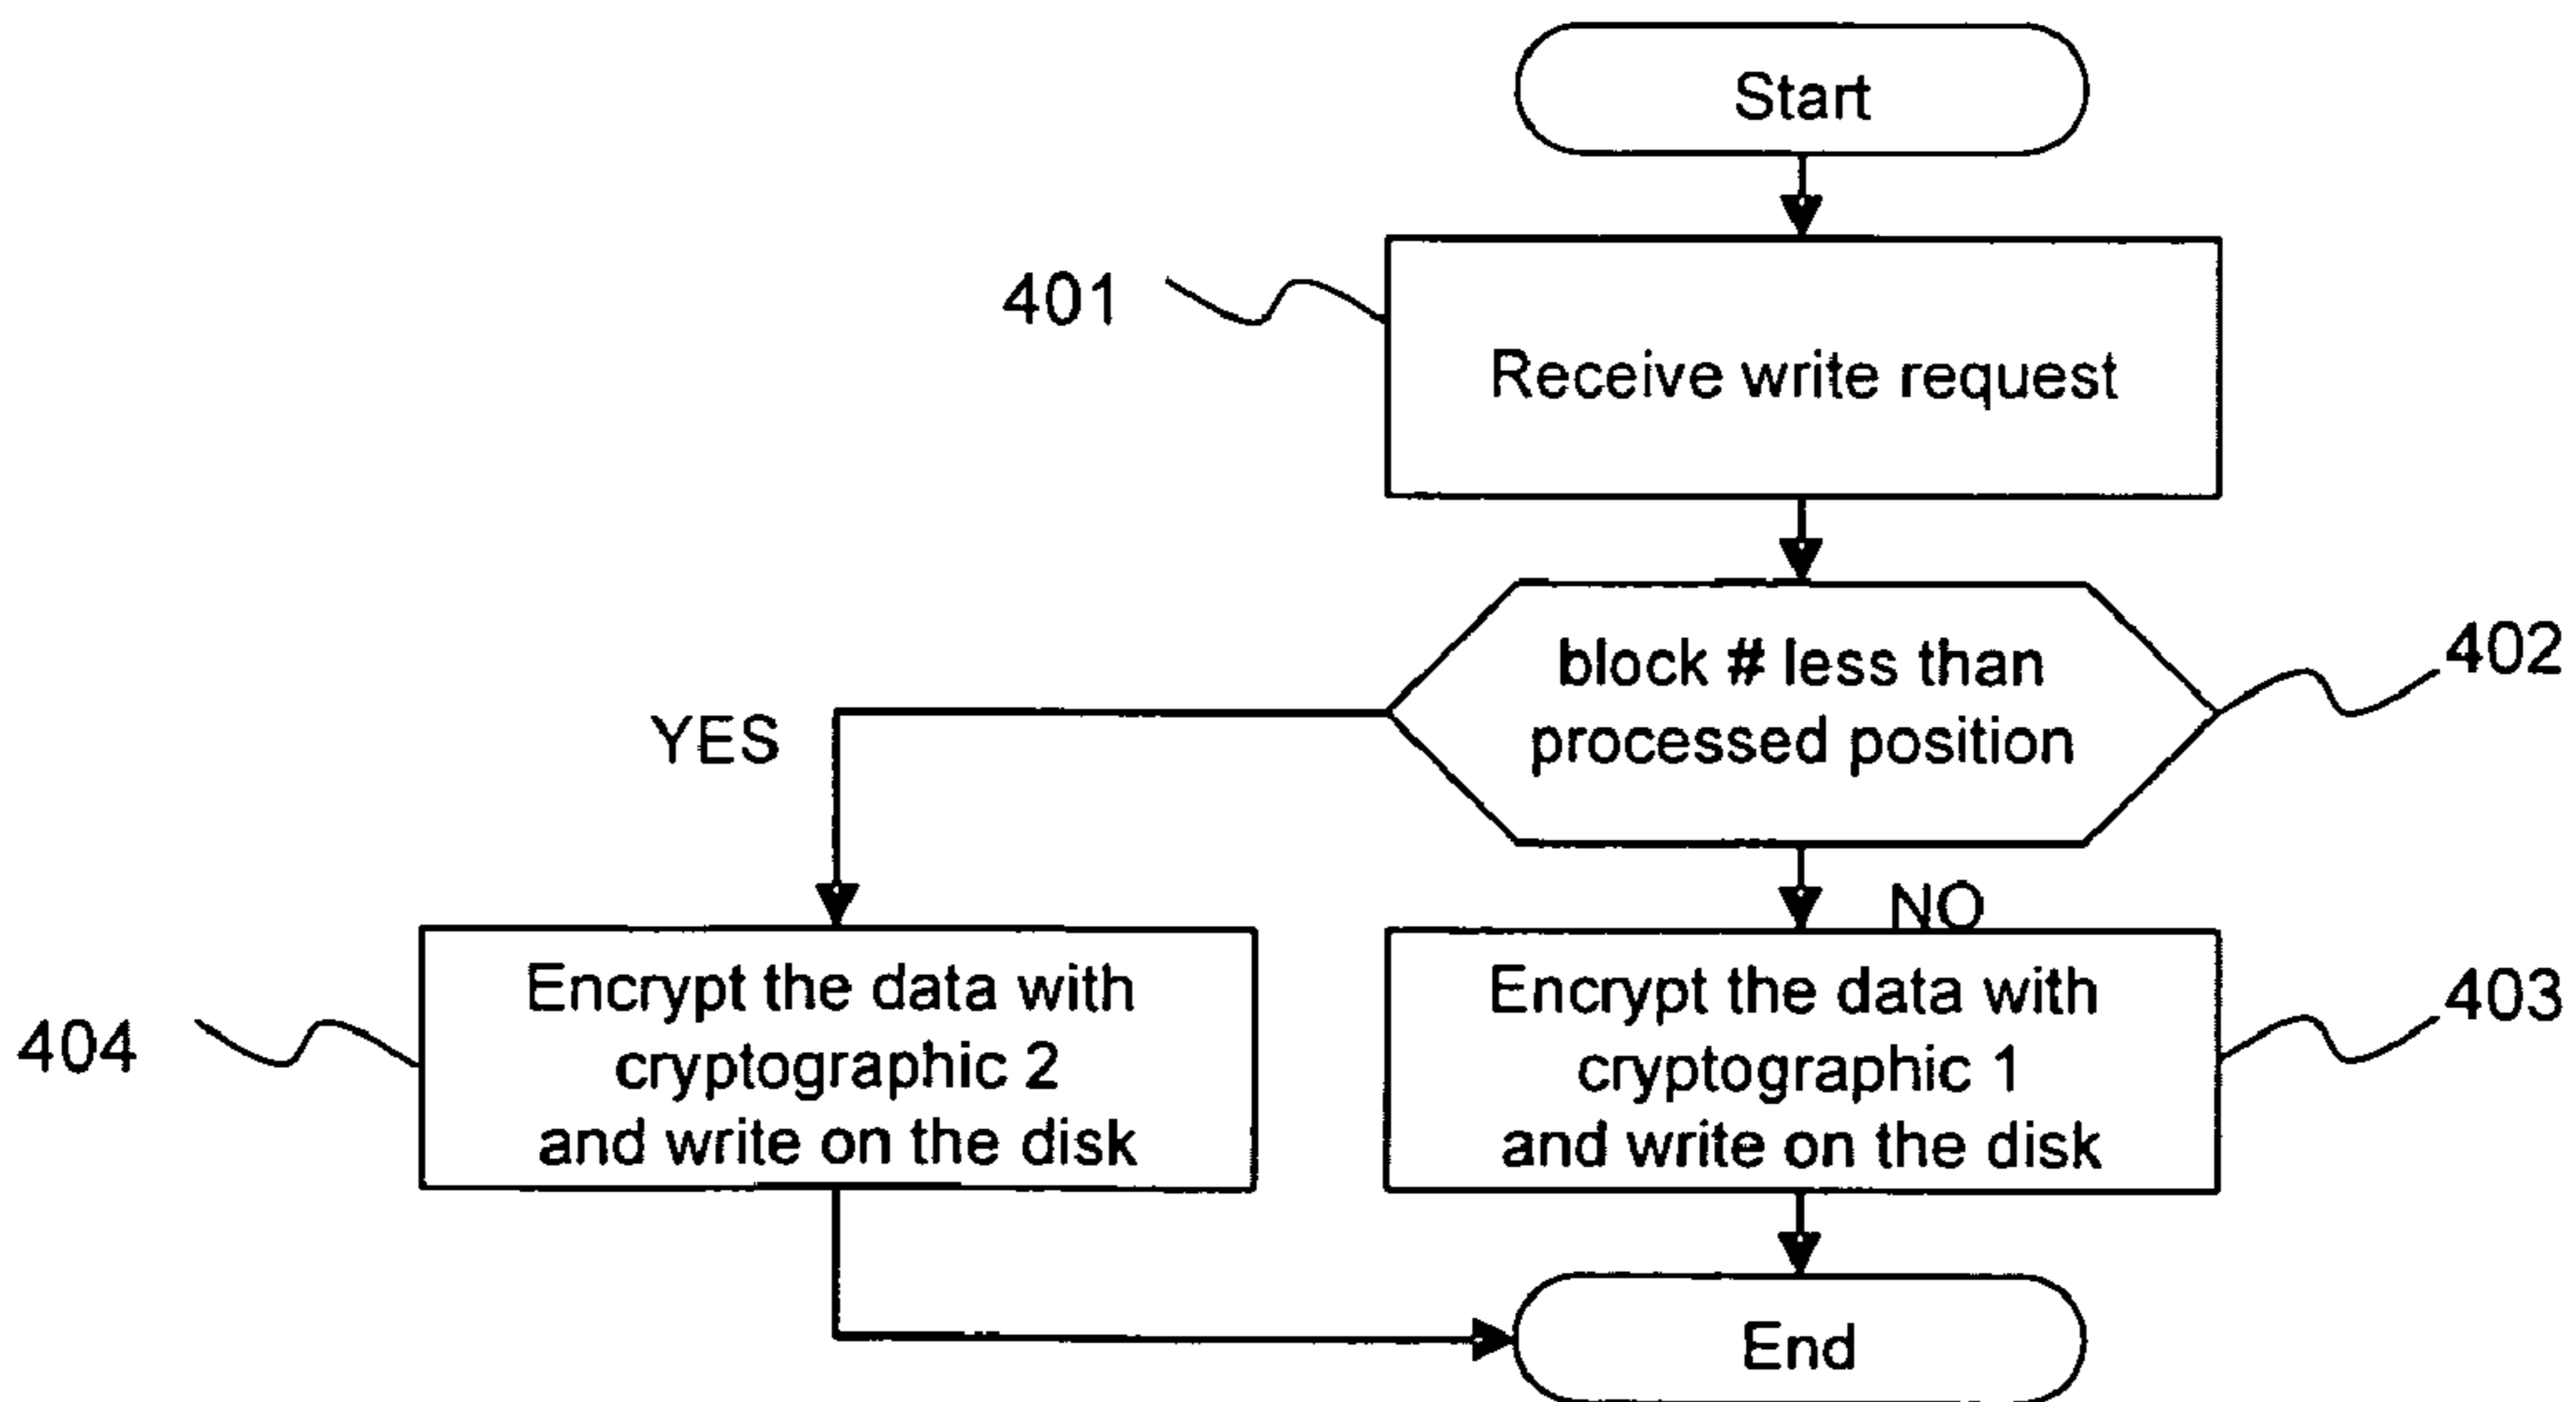 Start
401
Receive write request
block # less than
processed position
402
YES
NO
Encrypt the data with
cryptographic 2
and write on the disk
404
Encrypt the data with
cryptographic 1
and write on the disk
403
End